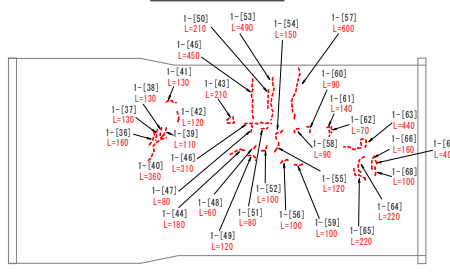 1-[50]
L=210
1-[53]
L=490
1-[54]
L=150
1-[57]
L=600
1-[45]
L=450
1-[41]
L=130
1-[43]
L=210
1-[60]
L=90
1-[38]
L=130
1-[61]
L=140
1-[37]
L=130
1-[42]
L=120
1-[62]
L=70
1-[63]
L=440
1-[36]
L=160
1-[39]
L=110
1-[58]
L=90
1-[66]
L=160
1-[46]
L=310
1-[40]
L=360
1-[55]
L=120
1-[68]
L=100
1-[47]
L=80
1-[52]
L=100
1-[48]
L=60
1-[51]
L=80
1-[44]
L=180
1-[56]
L=100
1-[59]
L=100
1-[64]
L=220
1-[49]
L=120
1-[65]
L=220